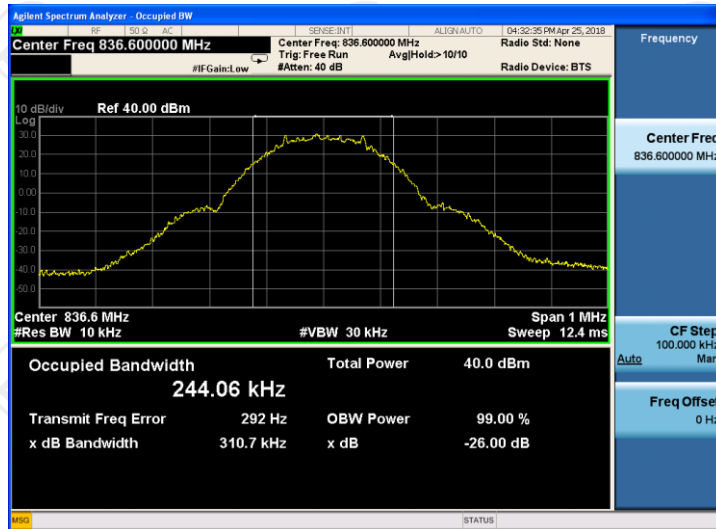 Agilent Spectrum Analyzer - Occupied BW
LXI RF 50 Ω AC SENSE:INT ALIGNAUTO 04:32:35 PM Apr 25, 2018
Center Freq 836.600000 MHz Center Freq: 836.600000 MHz Radio Std: None Frequency
Trig: Free Run Avg|Hold:> 10/10
#IFGain:Low #Atten: 40 dB Radio Device: BTS
10 dB/div Ref 40.00 dBm
Log
30.0
20.0
10.0
0.00
-10.0
-20.0
-30.0
-40.0
-50.0
Center Freq
836.600000 MHz
Center 836.6 MHz Span 1 MHz
#Res BW 10 kHz #VBW 30 kHz Sweep 12.4 ms
CF Step
100.000 kHz
Auto Man
Occupied Bandwidth Total Power 40.0 dBm
244.06 kHz
Transmit Freq Error 292 Hz OBW Power 99.00 %
x dB Bandwidth 310.7 kHz x dB -26.00 dB
Freq Offset
0 Hz
MSG STATUS